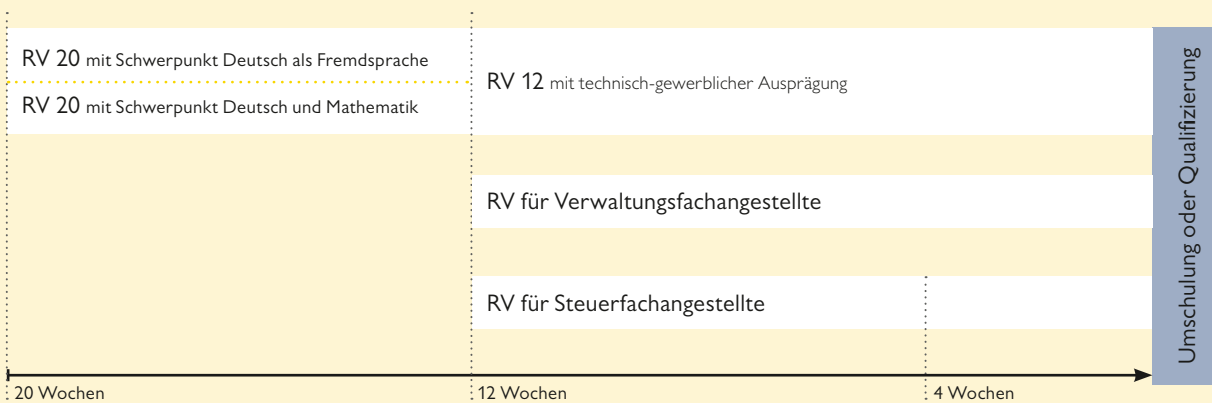 RV 20 mit Schwerpunkt Deutsch als Fremdsprache
RV 20 mit Schwerpunkt Deutsch und Mathematik
RV 12 mit technisch-gewerblicher Ausprägung
RV für Verwaltungsfachangestellte
RV für Steuerfachangestellte
Umschulung oder Qualifizierung
20 Wochen
12 Wochen
4 Wochen